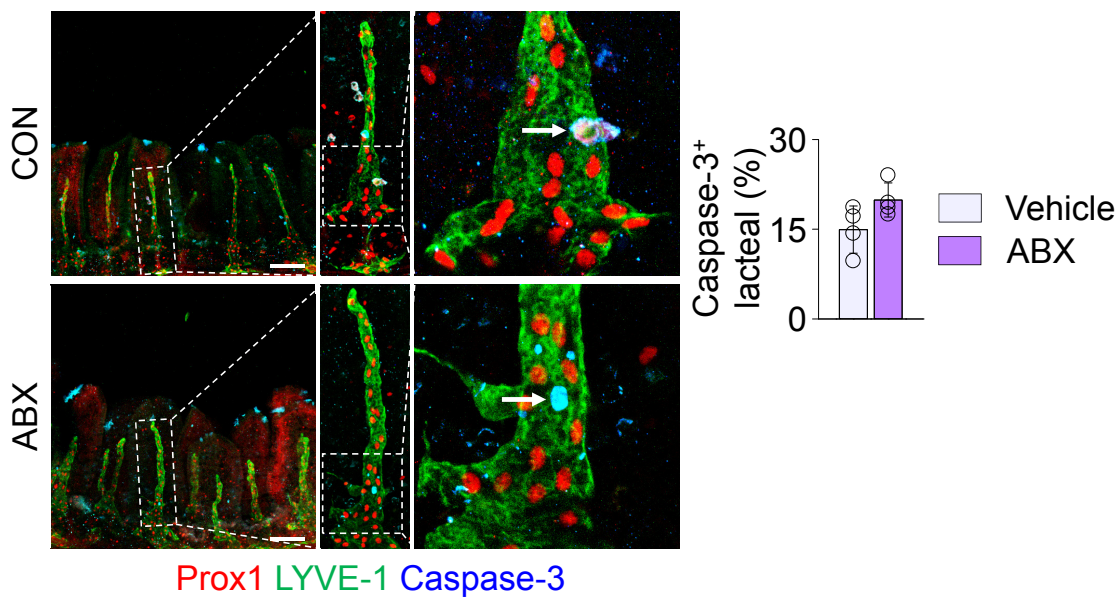 CON
ABX
Prox1 LYVE-1 Caspase-3
Caspase-3+
lacteal (%)
30
15
0
Vehicle
ABX